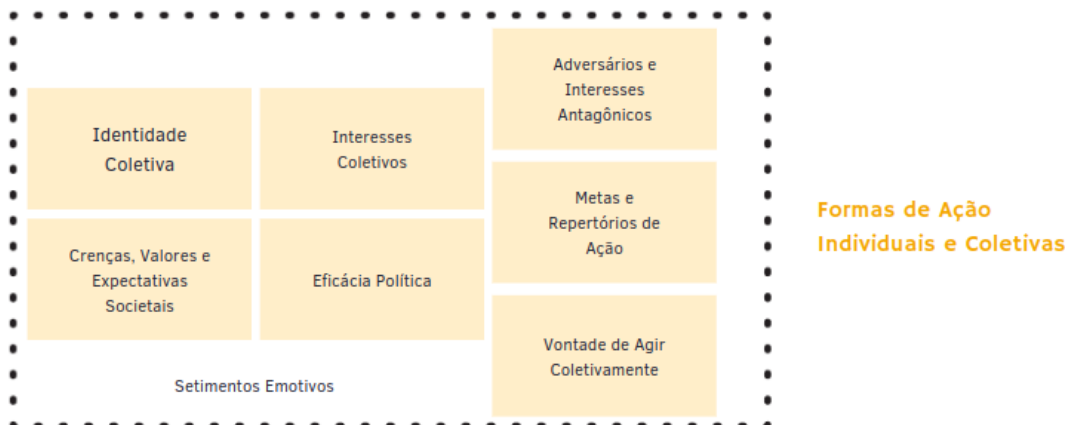 Identidade
Coletiva
Crenças, Valores e
Expectativas
Societais
Interesses
Coletivos
Eficácia Política
Setimentos Emotivos
Adversários e
Interesses
Antagônicos
Metas e
Repertórios de
Ação
Vontade de Agir
Coletivamente
Formas de Ação
Individuais e Coletivas